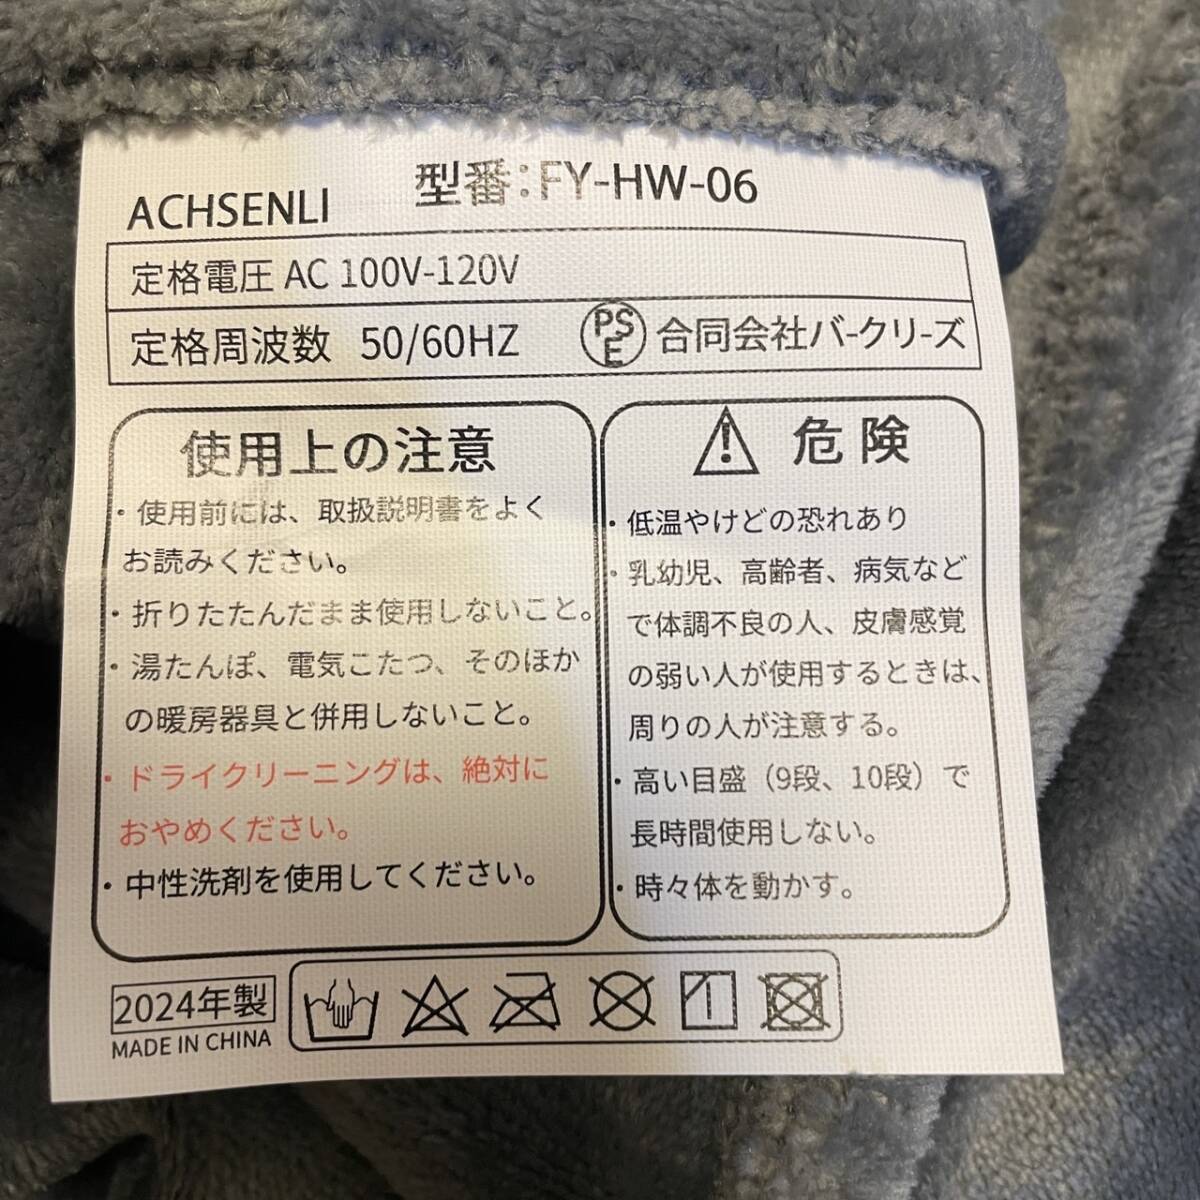 ACHSENLI
型番:FY-HW-06
定格電圧 AC 100V-120V
定格周波数 50/60HZ
PS
E
合同会社バークリーズ
使用上の注意
・使用前には、取扱説明書をよく
お読みください。
・折りたたんだまま使用しないこと。
・湯たんぽ、電気こたつ、そのほか
の暖房器具と併用しないこと。
・ドライクリーニングは、絶対に
おやめください。
・中性洗剤を使用してください。
危険
・低温やけどの恐れあり
・乳幼児、高齢者、病気など
で体調不良の人、皮膚感覚
の弱い人が使用するときは、
周りの人が注意する。
・高い目盛（9段、10段）で
長時間使用しない。
・時々体を動かす。
2024年製
MADE IN CHINA